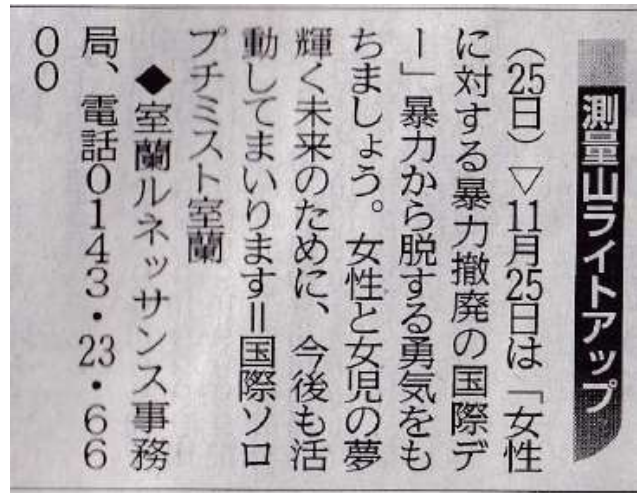 測量山ライトアップ
（25日）▽11月25日は「女性
に対する暴力撤廃の国際デ
ー」暴力から脱する勇気をも
ちましょう。女性と女児の夢
輝く未来のために、今後も活
動してまいります＝国際ソロ
プチミスト室蘭
◆室蘭ルネッサンス事務
局、電話０１４３・23・６６
００